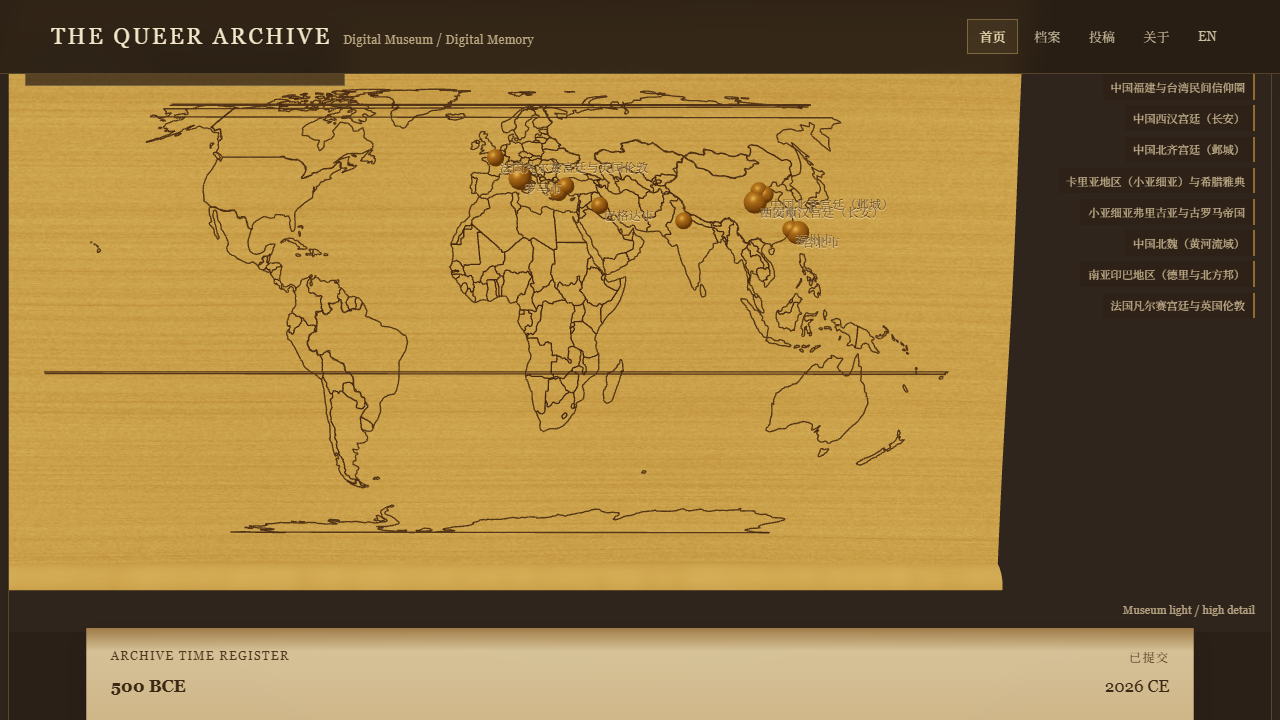 THE QUEER ARCHIVE Digital Museum / Digital Memory
首页 档案 投稿 关于 EN
中国福建与台湾民间信仰圈
中国西汉宫廷（长安）
中国北齐宫廷（邺城）
卡里亚地区（小亚细亚）与希腊雅典
小亚细亚弗里吉亚与古罗马帝国
中国北魏（黄河流域）
南亚印巴地区（德里与北方邦）
法国凡尔赛宫廷与英国伦敦
Museum light / high detail
ARCHIVE TIME REGISTER
已提交
500 BCE
2026 CE